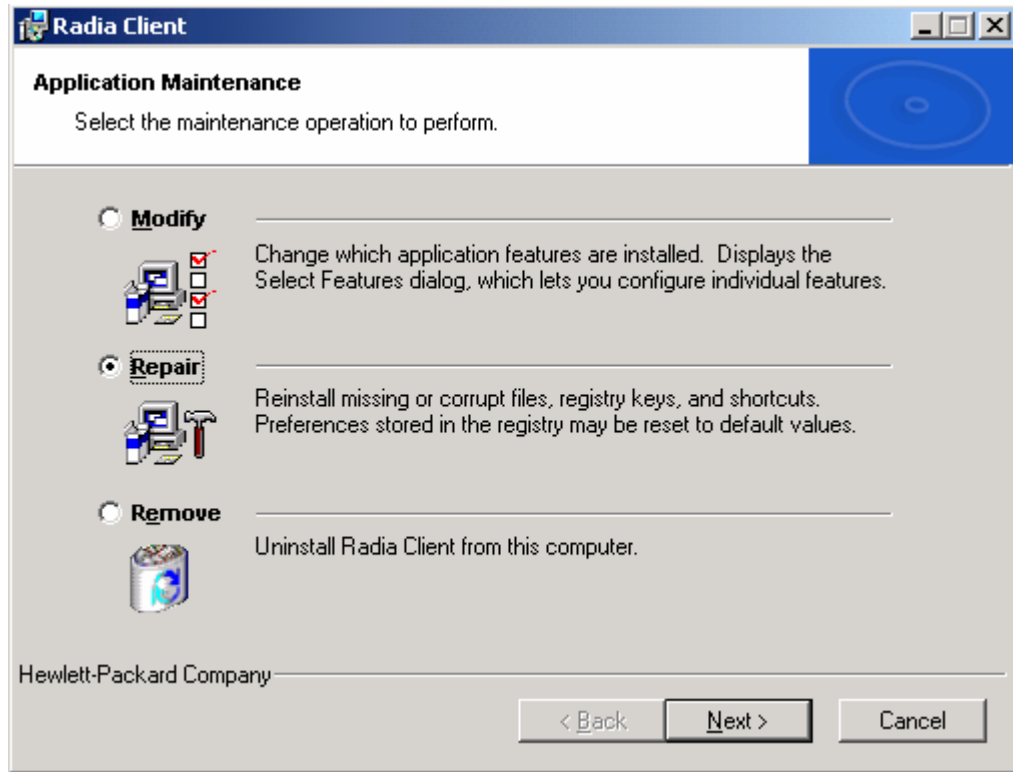 Radia Client
Application Maintenance
Select the maintenance operation to perform.
Modify
Change which application features are installed. Displays the
Select Features dialog, which lets you configure individual features.
Repair
Reinstall missing or corrupt files, registry keys, and shortcuts.
Preferences stored in the registry may be reset to default values.
Remove
Uninstall Radia Client from this computer.
Hewlett-Packard Company
< Back
Next >
Cancel